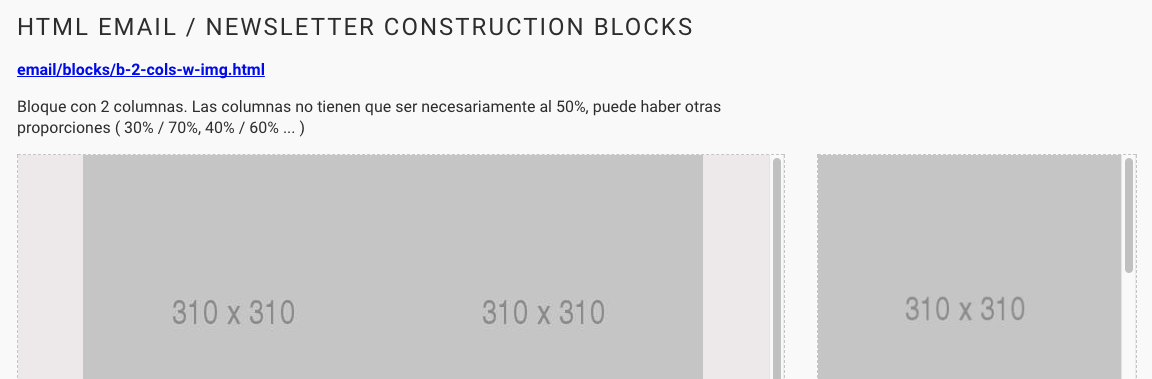 HTML EMAIL / NEWSLETTER CONSTRUCTION BLOCKS
email/blocks/b-2-cols-w-img.html
Bloque con 2 columnas. Las columnas no tienen que ser necesariamente al 50%, puede haber otras
proporciones ( 30% / 70%, 40% / 60% ... )
310 x 310
310 x 310
310 x 310